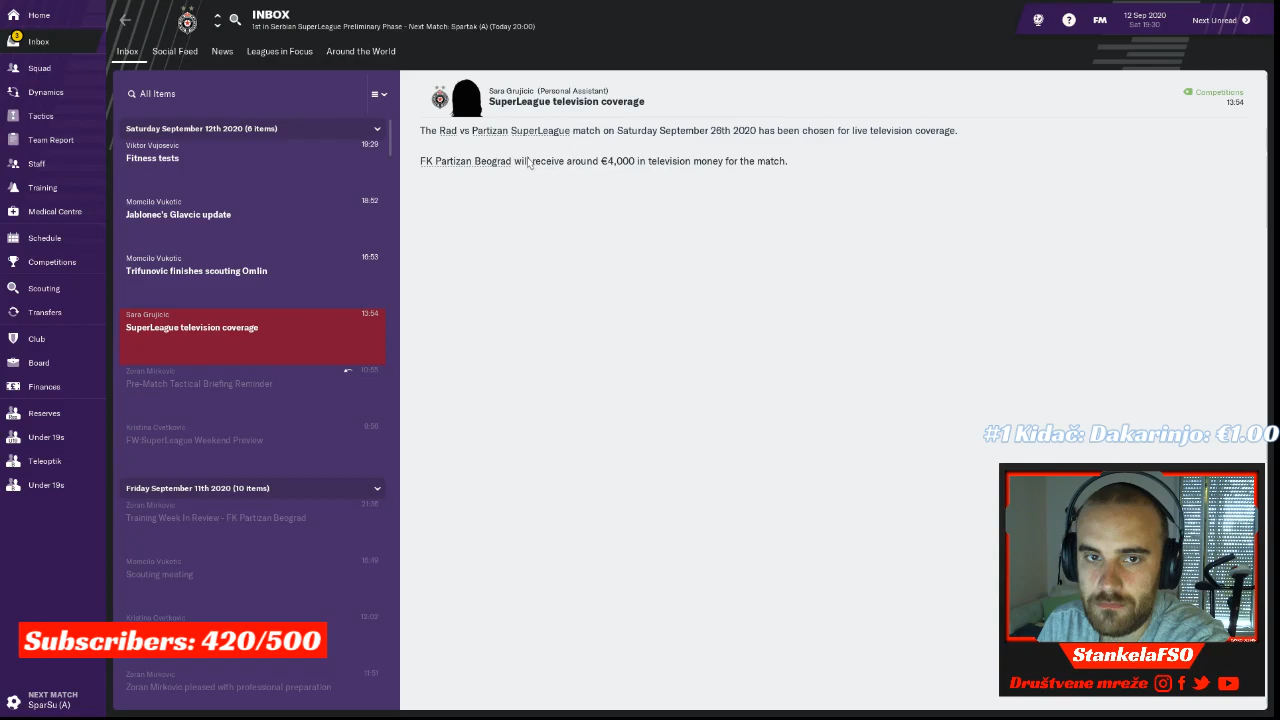 Home
Inbox
3
Squad
Dynamics
Tactics
Team Report
Staff
Training
Medical Centre
Schedule
Competitions
Scouting
Transfers
Club
Board
Finances
Reserves
Under 19s
Teleoptik
Under 19s
NEXT MATCH
SparSu (A)
INBOX
1st in Serbian SuperLeague Preliminary Phase - Next Match: Spartak (A) (Today 20:00)
FM
12 Sep 2020
Sat 19:30
Next Unread
Inbox
Social Feed
News
Leagues in Focus
Around the World
All Items
Saturday September 12th 2020 (6 items)
Viktor Vujosevic 19:29
Fitness tests
Momcilo Vukotic 18:52
Jablonec's Glavcic update
Momcilo Vukotic 16:53
Trifunovic finishes scouting Omlin
Sara Grujicic 13:54
SuperLeague television coverage
Zoran Mirkovic 10:55
Pre-Match Tactical Briefing Reminder
Kristina Cvetkovic 9:56
FW:SuperLeague Weekend Preview
Friday September 11th 2020 (10 items)
Zoran Mirkovic 21:38
Training Week In Review - FK Partizan Beograd
Momcilo Vukotic 16:49
Scouting meeting
Kristina Cvetkovic 12:02
Zoran Mirkovic 11:51
Zoran Mirkovic pleased with professional preparation
Sara Grujicic (Personal Assistant)
SuperLeague television coverage
Competitions
13:54
The Rad vs Partizan SuperLeague match on Saturday September 26th 2020 has been chosen for live television coverage.
FK Partizan Beograd will receive around €4,000 in television money for the match.
#1 Kidač: Dakarinjo: €1.00
StankelaFSO
Društvene mreže
Subscribers: 420/500